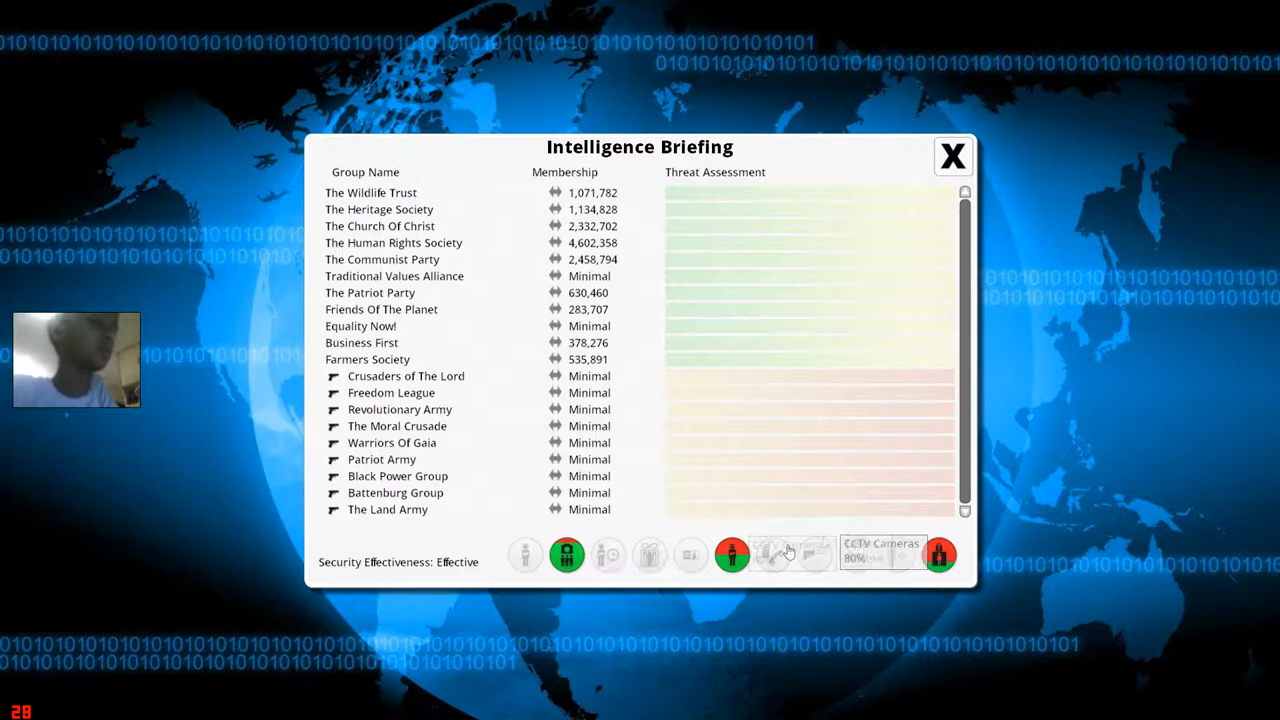 010101010101010101010101010101010101010101010101010101010101010101010101010101
010101010101010101010101010101010101010101010101010101010101
Intelligence Briefing
X
Group Name Membership Threat Assessment
The Wildlife Trust 1,071,782
The Heritage Society 1,134,828
The Church Of Christ 2,332,702
The Human Rights Society 4,602,358
The Communist Party 2,458,794
Traditional Values Alliance Minimal
The Patriot Party 630,460
Friends Of The Planet 283,707
Equality Now! Minimal
Business First 378,276
Farmers Society 535,891
Crusaders of The Lord Minimal
Freedom League Minimal
Revolutionary Army Minimal
The Moral Crusade Minimal
Warriors Of Gaia Minimal
Patriot Army Minimal
Black Power Group Minimal
Battenburg Group Minimal
The Land Army Minimal
Security Effectiveness: Effective
CCTV Cameras
80%
28